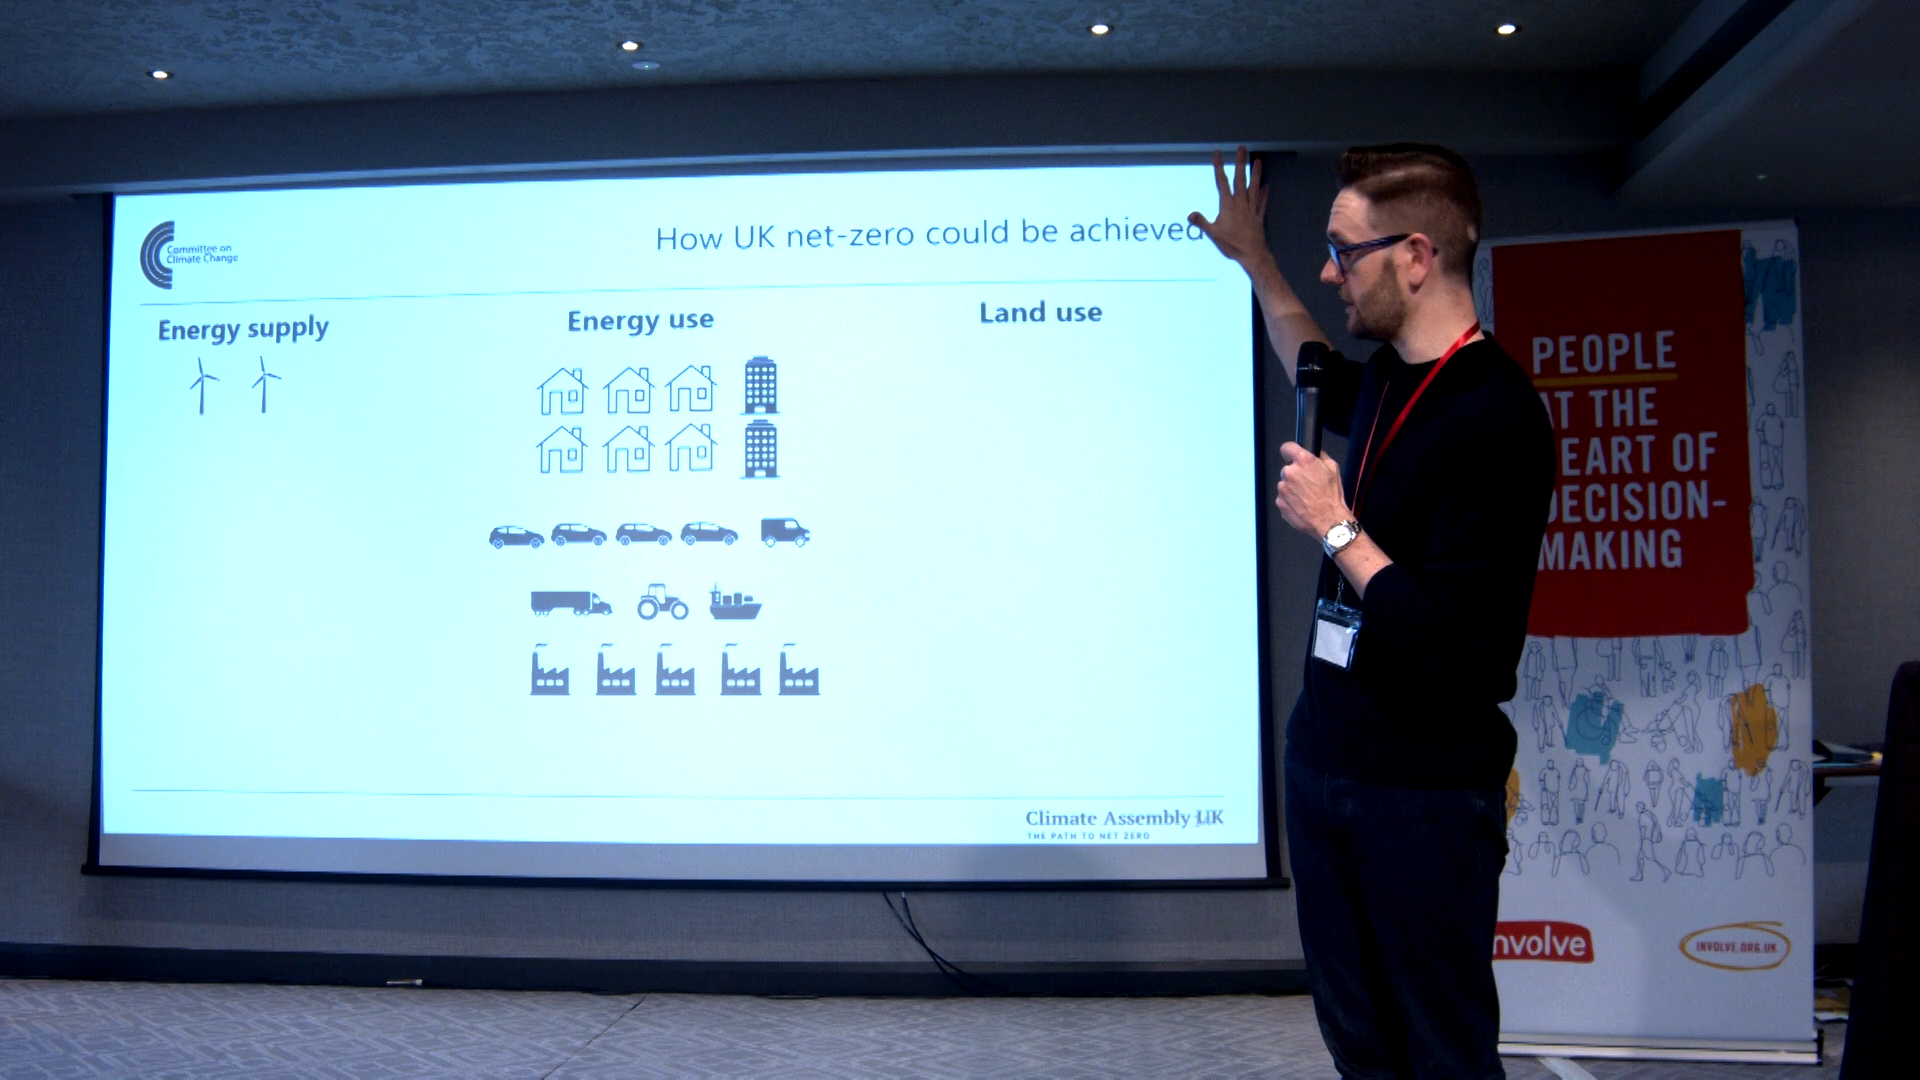 Committee on
Climate Change
How UK net-zero could be achieved
Energy supply
Energy use
Land use
Climate Assembly UK
THE PATH TO NET ZERO
PEOPLE
AT THE
HEART OF
DECISION-
MAKING
involve
INVOLVE.ORG.UK